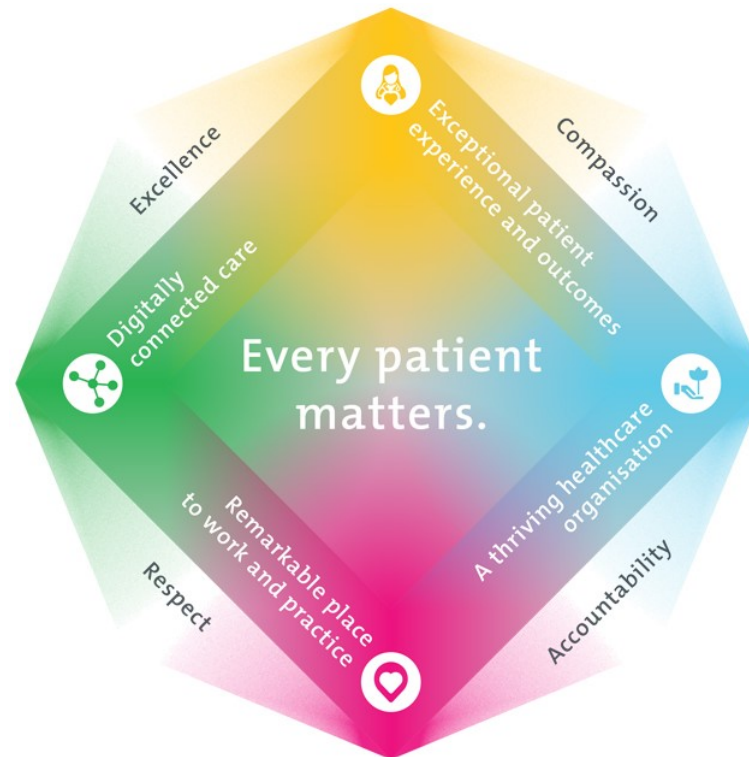 Excellence
Compassion
Exceptional patient
experience and outcomes
Digitally
connected care
Every patient
matters.
Remarkable place
to work and practice
A thriving healthcare
organisation
Respect
Accountability